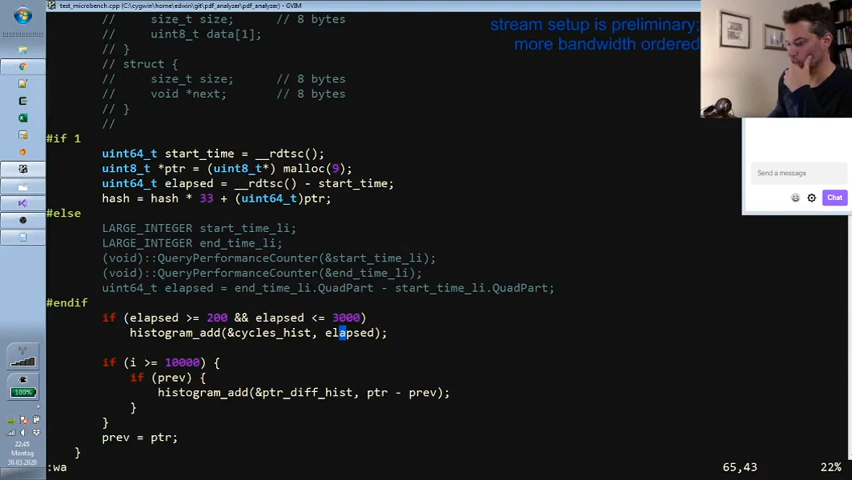 test_microbench.cpp (C:\cygwin\home\edwin\git\pdf_analyzer\pdf_analyzer) - GVIM
stream setup is preliminary;
more bandwidth ordered
// size_t size; // 8 bytes
// uint8_t data[1];
// }
// struct {
// size_t size; // 8 bytes
// void *next; // 8 bytes
// }
//
#if 1
uint64_t start_time = __rdtsc();
uint8_t *ptr = (uint8_t*) malloc(9);
uint64_t elapsed = __rdtsc() - start_time;
hash = hash * 33 + (uint64_t)ptr;
#else
LARGE_INTEGER start_time_li;
LARGE_INTEGER end_time_li;
(void)::QueryPerformanceCounter(&start_time_li);
(void)::QueryPerformanceCounter(&end_time_li);
uint64_t elapsed = end_time_li.QuadPart - start_time_li.QuadPart;
#endif
if (elapsed >= 200 && elapsed <= 3000)
histogram_add(&cycles_hist, elapsed);
if (i >= 10000) {
if (prev) {
histogram_add(&ptr_diff_hist, ptr - prev);
}
}
prev = ptr;
}
:wa
65,43
22%
Send a message
Chat
100%
22:45
Montag
30.03.2020